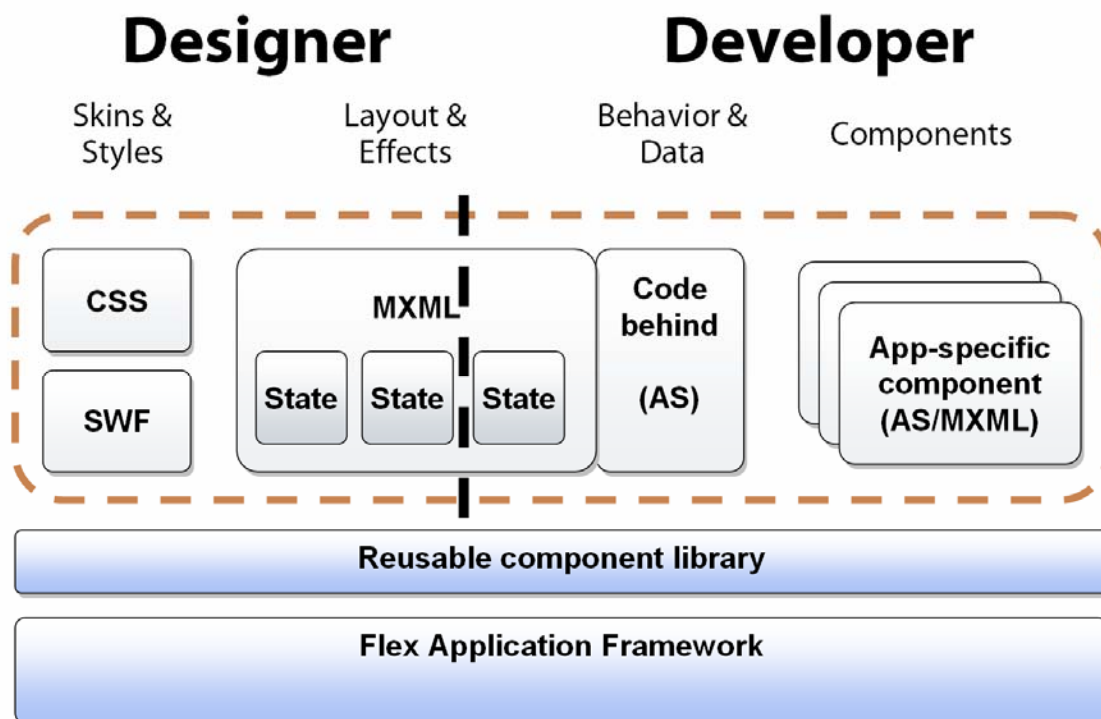 Designer
Developer
Skins &
Styles
Layout &
Effects
Behavior &
Data
Components
CSS
SWF
MXML
State
State
State
Code
behind
(AS)
App-specific
component
(AS/MXML)
Reusable component library
Flex Application Framework